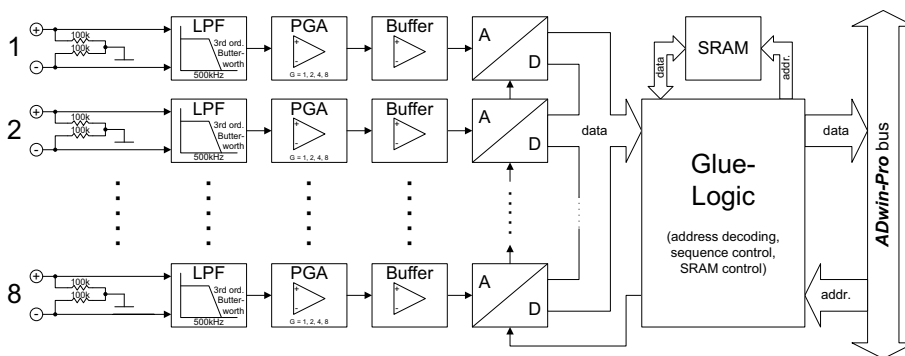 1
+
-
100k
100k
LPF
3rd ord.
Butter-
worth
500kHz
PGA
+
-
G = 1, 2, 4, 8
Buffer
+
-
A
D
2
+
-
100k
100k
LPF
3rd ord.
Butter-
worth
500kHz
PGA
+
-
G = 1, 2, 4, 8
Buffer
+
-
A
D
8
+
-
100k
100k
LPF
3rd ord.
Butter-
worth
500kHz
PGA
+
-
G = 1, 2, 4, 8
Buffer
+
-
A
D
data
SRAM
data
addr.
Glue-
Logic
(address decoding,
sequence control,
SRAM control)
data
addr.
ADwin-Pro bus